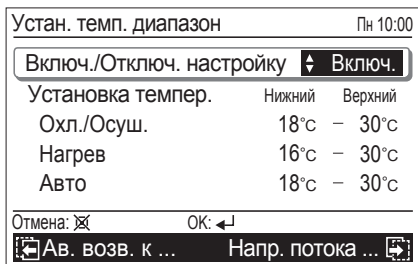 Устан. темп. диапазон Пн 10:00
Включ./Отключ. настройку Включ.
Установка темпер. Нижний Верхний
Охл./Осуш. 18°C – 30°C
Нагрев 16°C – 30°C
Авто 18°C – 30°C
Отмена: OK:
Ав. возв. к ... Напр. потока ...